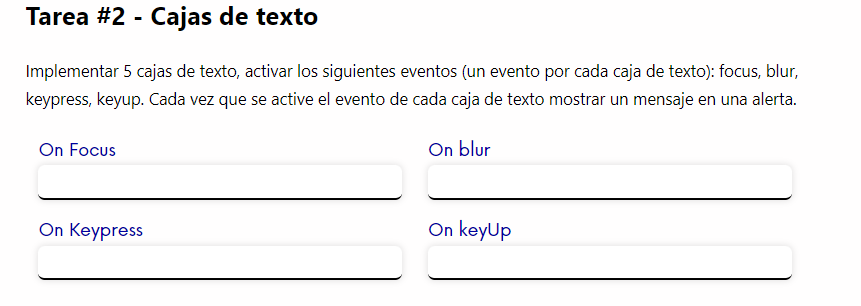 Tarea #2 - Cajas de texto
Implementar 5 cajas de texto, activar los siguientes eventos (un evento por cada caja de texto): focus, blur,
keypress, keyup. Cada vez que se active el evento de cada caja de texto mostrar un mensaje en una alerta.
On Focus
On blur
On Keypress
On keyUp